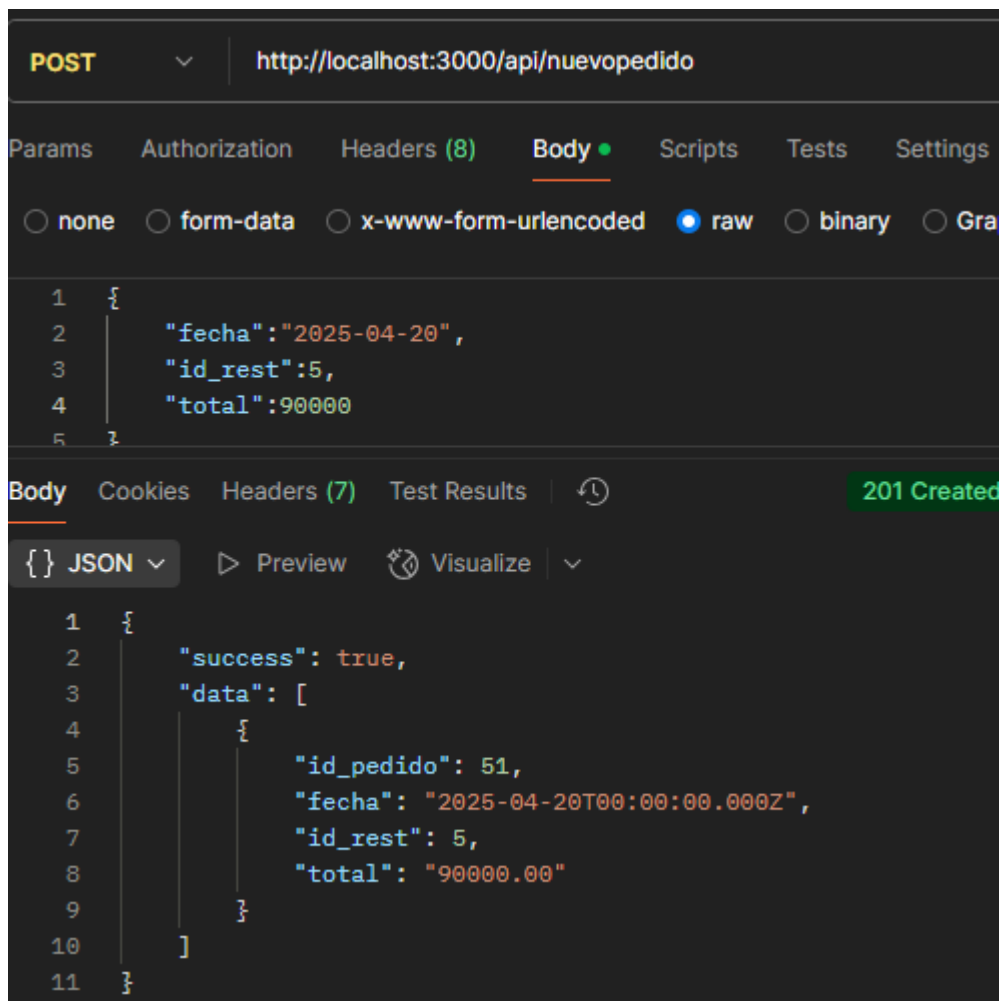 POST http://localhost:3000/api/nuevopedido
Params Authorization Headers (8) Body Scripts Tests Settings
none form-data x-www-form-urlencoded raw binary Gra
1 {
2 "fecha":"2025-04-20",
3 "id_rest":5,
4 "total":90000
5 }
Body Cookies Headers (7) Test Results 201 Created
{} JSON Preview Visualize
1 {
2 "success": true,
3 "data": [
4 {
5 "id_pedido": 51,
6 "fecha": "2025-04-20T00:00:00.000Z",
7 "id_rest": 5,
8 "total": "90000.00"
9 }
10 ]
11 }